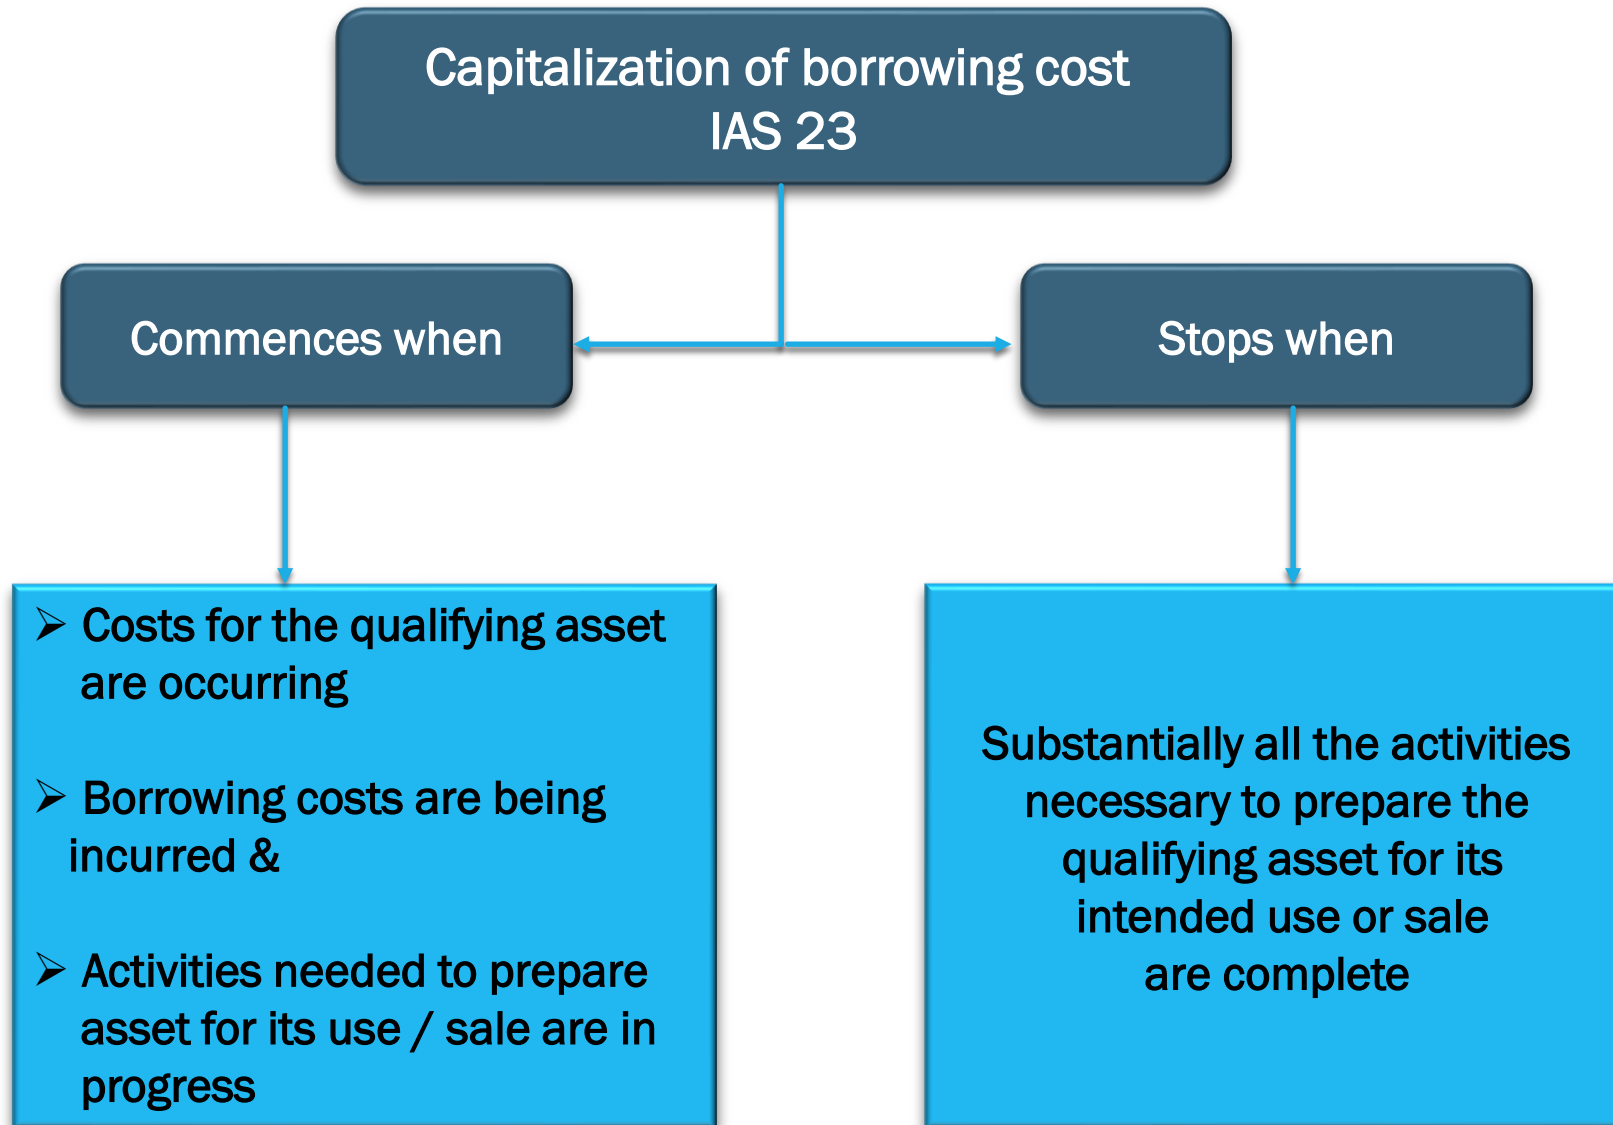 Capitalization of borrowing cost
IAS 23
Commences when
Stops when
➢ Costs for the qualifying asset
are occurring
➢ Borrowing costs are being
incurred &
➢ Activities needed to prepare
asset for its use / sale are in
progress
Substantially all the activities
necessary to prepare the
qualifying asset for its
intended use or sale
are complete